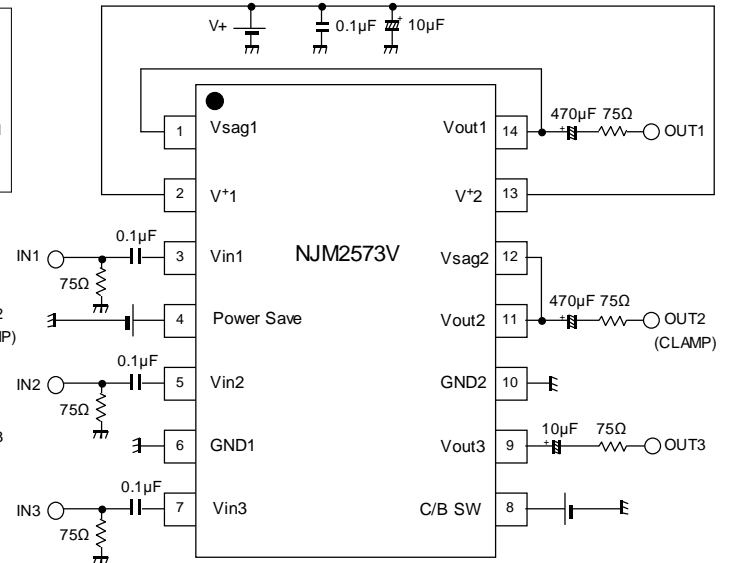 V+ 0.1µF + 10µF
470µF 75Ω
1 Vsag1 Vout1 14 + OUT1
2 V+1 V+2 13
0.1µF
IN1 3 Vin1 NJM2573V Vsag2 12
75Ω
470µF 75Ω
4 Power Save Vout2 11 + OUT2
(CLAMP)
0.1µF
IN2 5 Vin2 GND2 10
75Ω
10µF 75Ω
6 GND1 Vout3 9 + OUT3
0.1µF
IN3 7 Vin3 C/B SW 8
75Ω